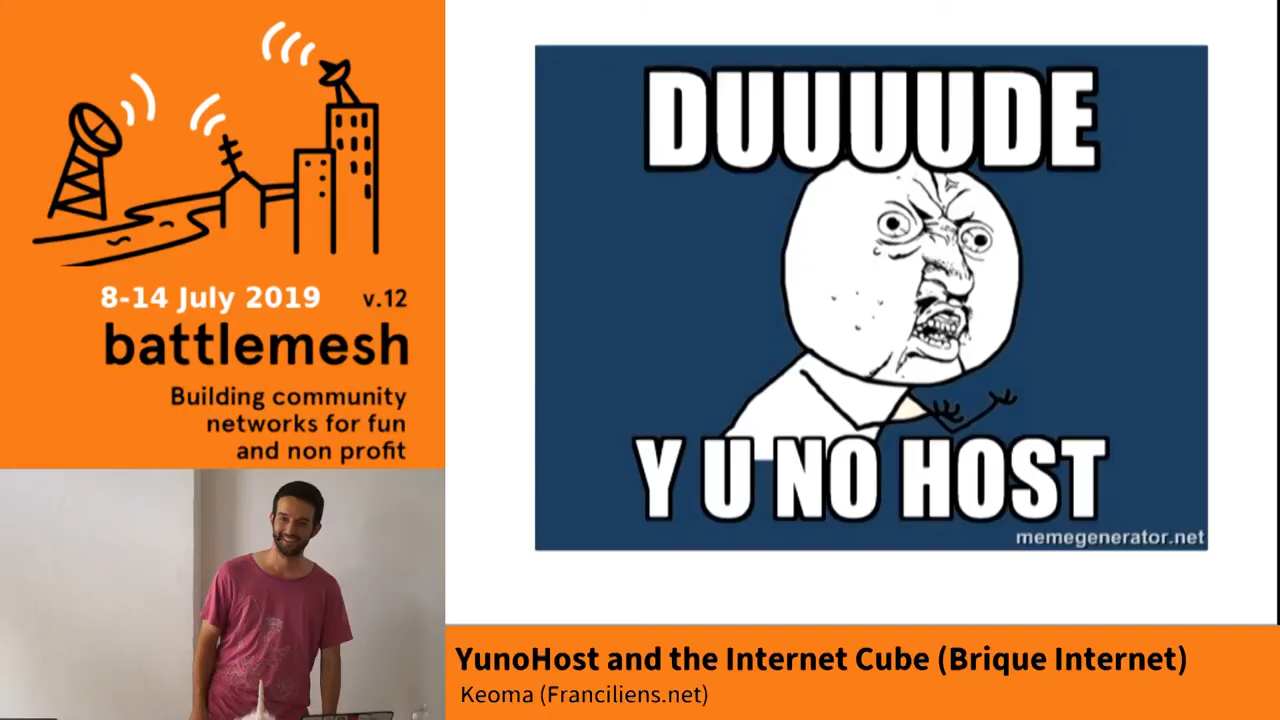 8-14 July 2019 v.12
battlemesh
Building community
networks for fun
and non profit
DUUUUDE
Y U NO HOST
memegenerator.net
YunoHost and the Internet Cube (Brique Internet)
Keoma (Franciliens.net)